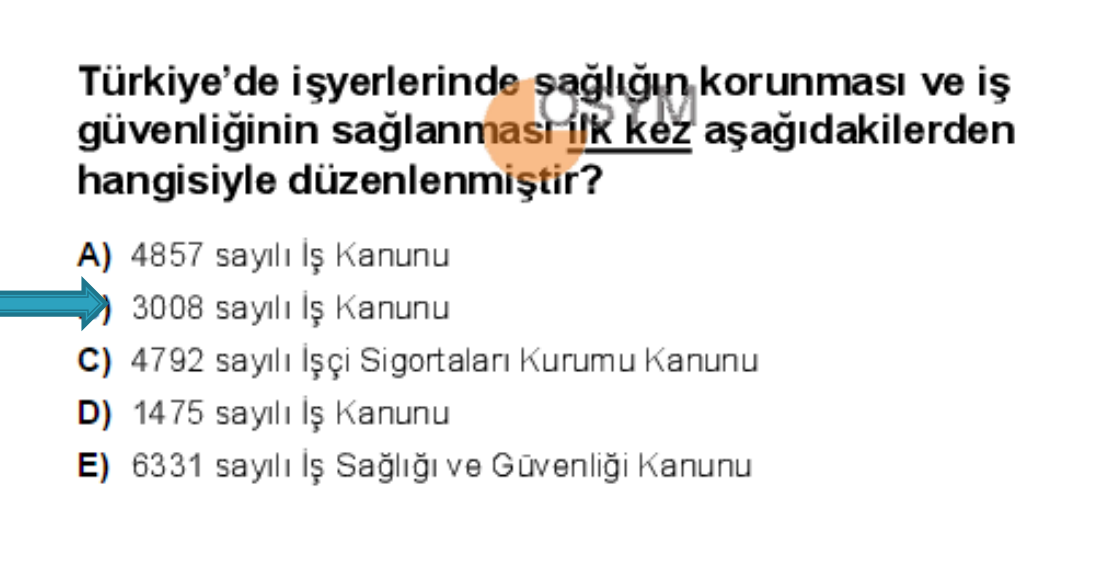 Türkiye'de işyerlerinde sağlığın korunması ve iş
güvenliğinin sağlanması ilk kez aşağıdakilerden
hangisiyle düzenlenmiştir?
ÖSYM
A) 4857 sayılı İş Kanunu
) 3008 sayılı İş Kanunu
C) 4792 sayılı İşçi Sigortaları Kurumu Kanunu
D) 1475 sayılı İş Kanunu
E) 6331 sayılı İş Sağlığı ve Güvenliği Kanunu